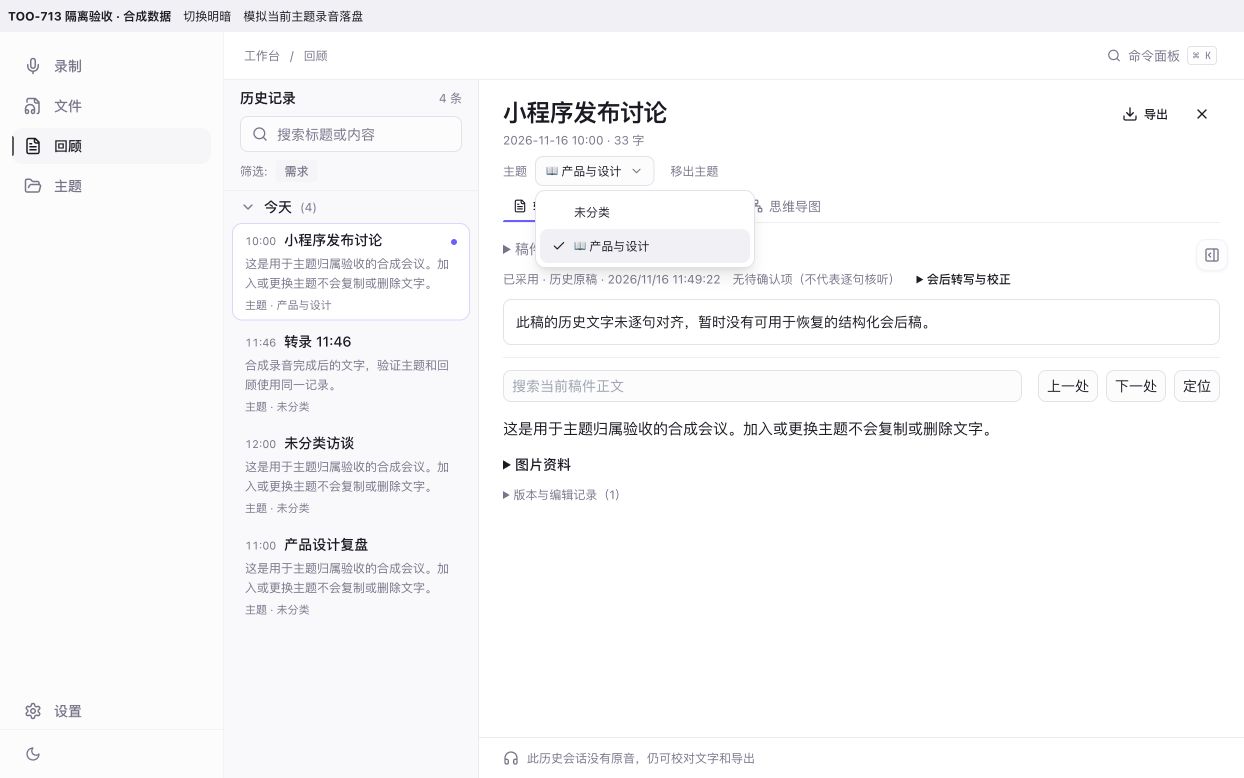 TOO-713 隔离验收 · 合成数据 切换明暗 模拟当前主题录音落盘
录制
文件
回顾
主题
设置
工作台 / 回顾
命令面板 ⌘ K
历史记录 4 条
搜索标题或内容
筛选: 需求
今天 (4)
10:00 小程序发布讨论
这是用于主题归属验收的合成会议。加
入或更换主题不会复制或删除文字。
主题 · 产品与设计
11:46 转录 11:46
合成录音完成后的文字，验证主题和回
顾使用同一记录。
主题 · 未分类
12:00 未分类访谈
这是用于主题归属验收的合成会议。加
入或更换主题不会复制或删除文字。
主题 · 未分类
11:00 产品设计复盘
这是用于主题归属验收的合成会议。加
入或更换主题不会复制或删除文字。
主题 · 未分类
小程序发布讨论
导出
2026-11-16 10:00 · 33 字
主题 产品与设计 移出主题
未分类
产品与设计
思维导图
稿件
已采用 · 历史原稿 · 2026/11/16 11:49:22 无待确认项（不代表逐句核听） 会后转写与校正
此稿的历史文字未逐句对齐，暂时没有可用于恢复的结构化会后稿。
搜索当前稿件正文 上一处 下一处 定位
这是用于主题归属验收的合成会议。加入或更换主题不会复制或删除文字。
图片资料
版本与编辑记录（1）
此历史会话没有原音，仍可校对文字和导出